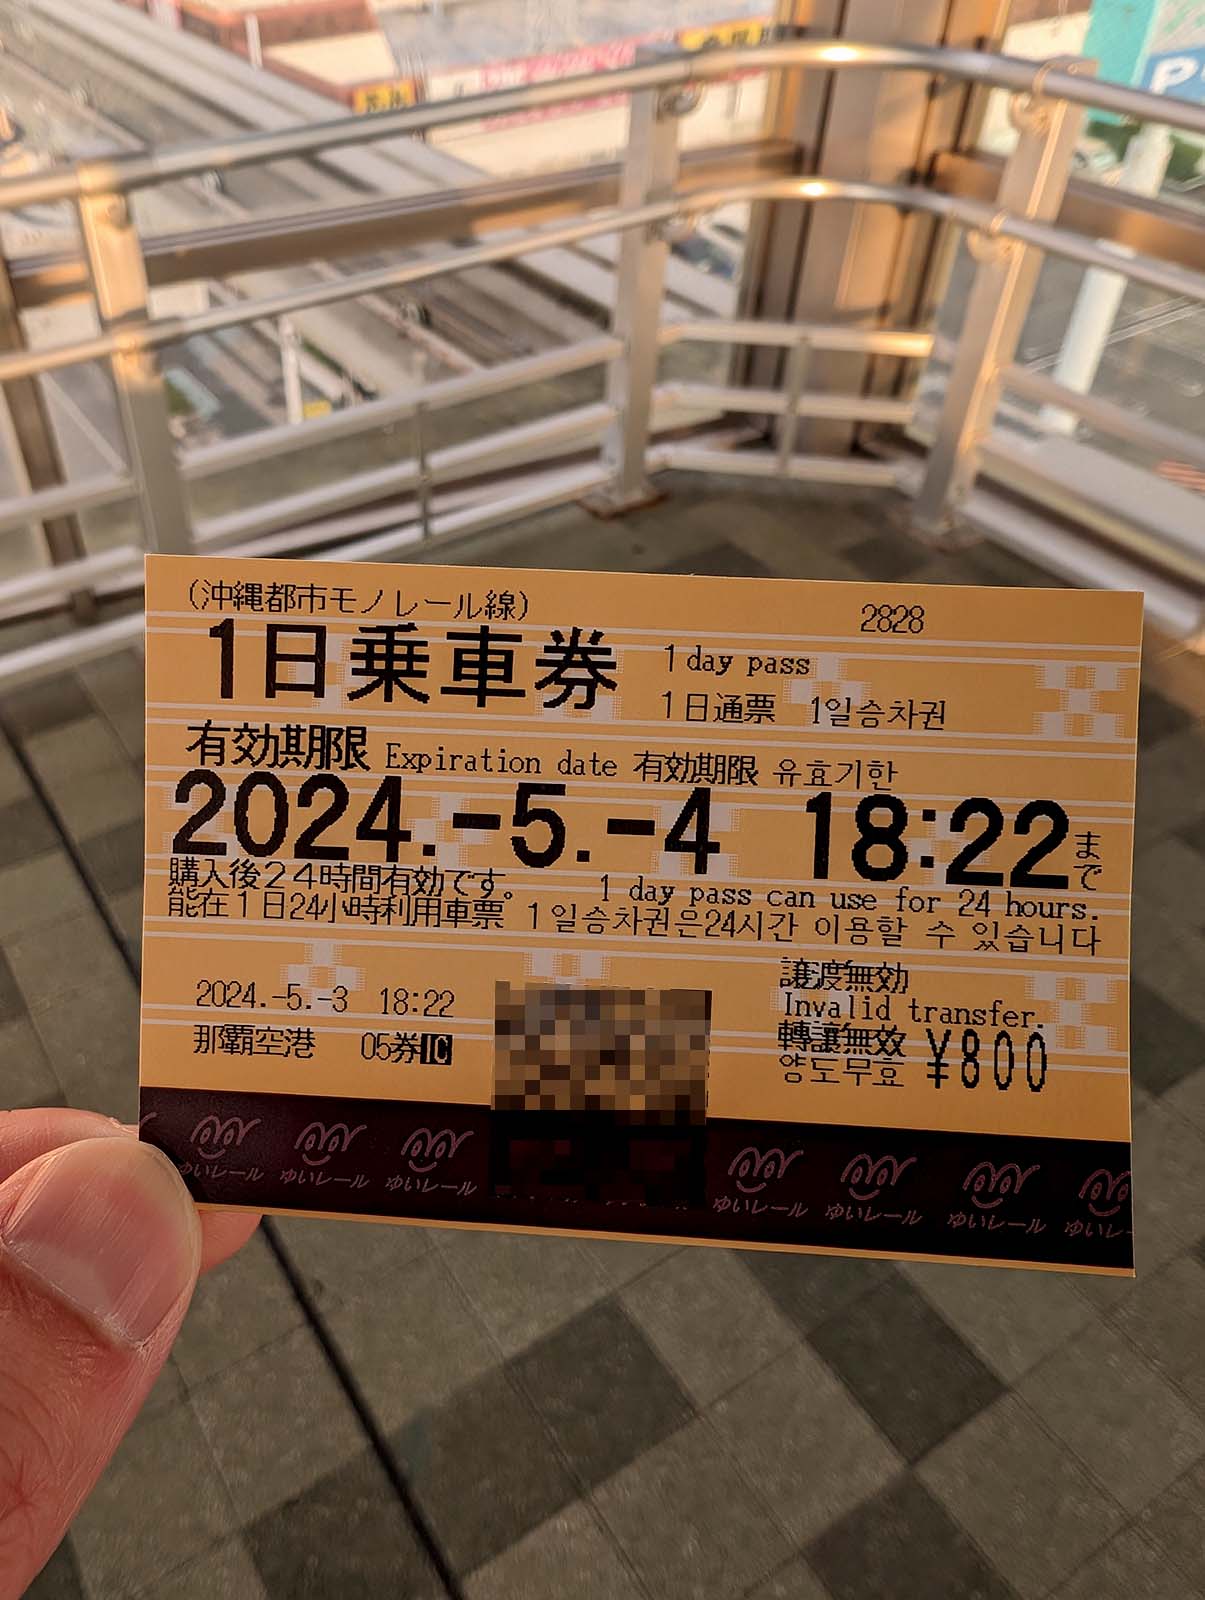 P
(沖縄都市モノレール線)
2828
1日乗車券 1 day pass
1日通票 1일승차권
有効期限 Expiration date 有効期限 유효기한
2024.-5.-4 18:22まで
購入後24時間有効です。 1 day pass can use for 24 hours.
能在1日24小時利用車票 1일승차권은24시간 이용할 수 있습니다
譲渡無効
2024.-5.-3 18:22 Invalid transfer.
那覇空港 05券IC 轉讓無效 ¥800
양도무효
ゆいレール ゆいレール ゆいレール ゆいレール ゆいレール ゆいレール ゆいレ